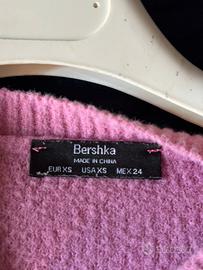 Bershka
MADE IN CHINA
EUR XS USA XS MEX 24